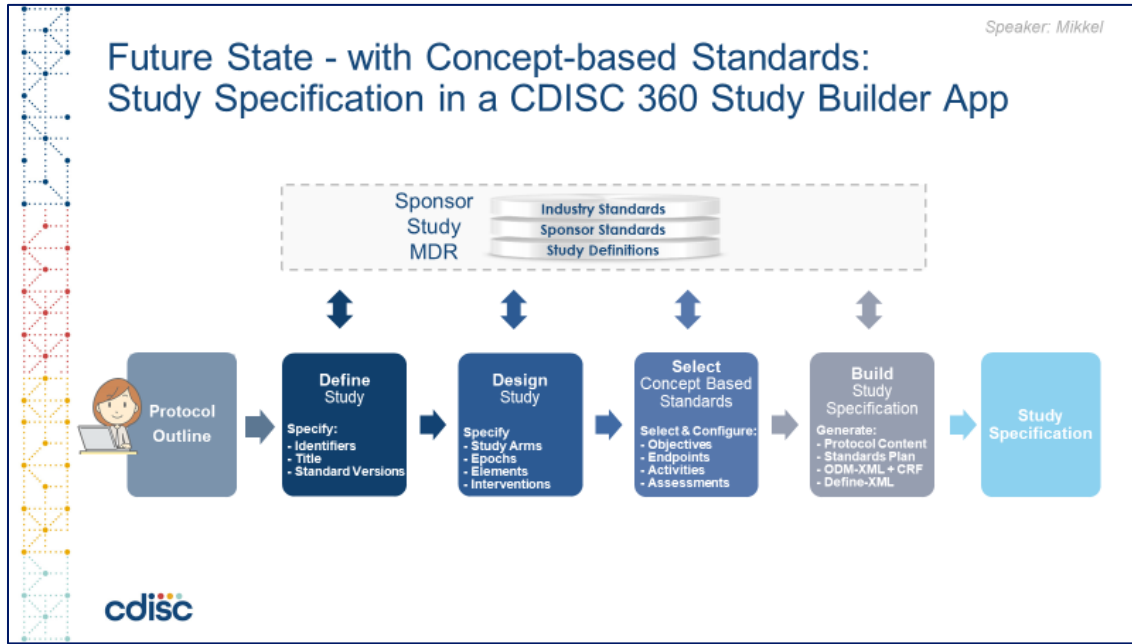 Speaker: Mikkel
Future State - with Concept-based Standards:
Study Specification in a CDISC 360 Study Builder App
Sponsor
Study
MDR
Industry Standards
Sponsor Standards
Study Definitions
Protocol
Outline
Define
Study
Specify:
- Identifiers
- Title
- Standard Versions
Design
Study
Specify
- Study Arms
- Epochs
- Elements
- Interventions
Select
Concept Based
Standards
Select & Configure:
- Objectives
- Endpoints
- Activities
- Assessments
Build
Study
Specification
Generate:
- Protocol Content
- Standards Plan
- ODM-XML + CRF
- Define-XML
Study
Specification
cdisc